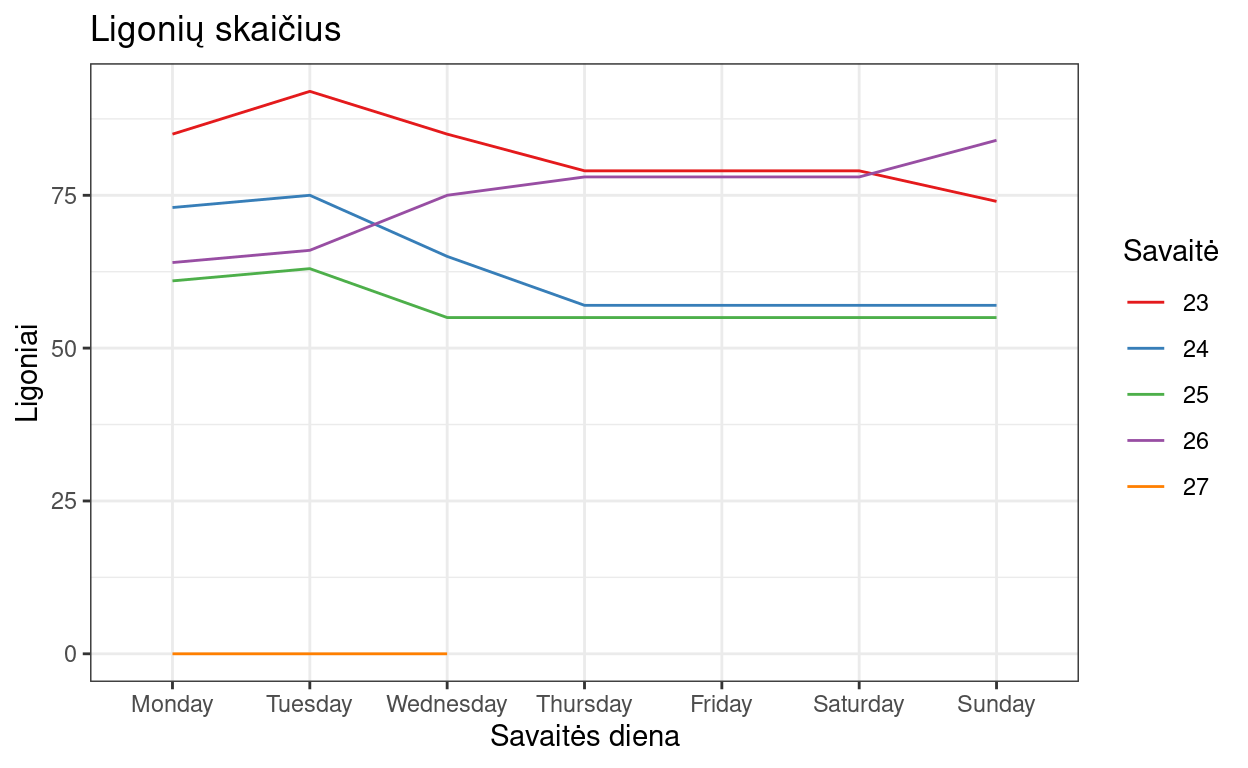 Ligonių skaičius
Ligoniai
75
50
25
0
Monday Tuesday Wednesday Thursday Friday Saturday Sunday
Savaitės diena
Savaitė
23
24
25
26
27